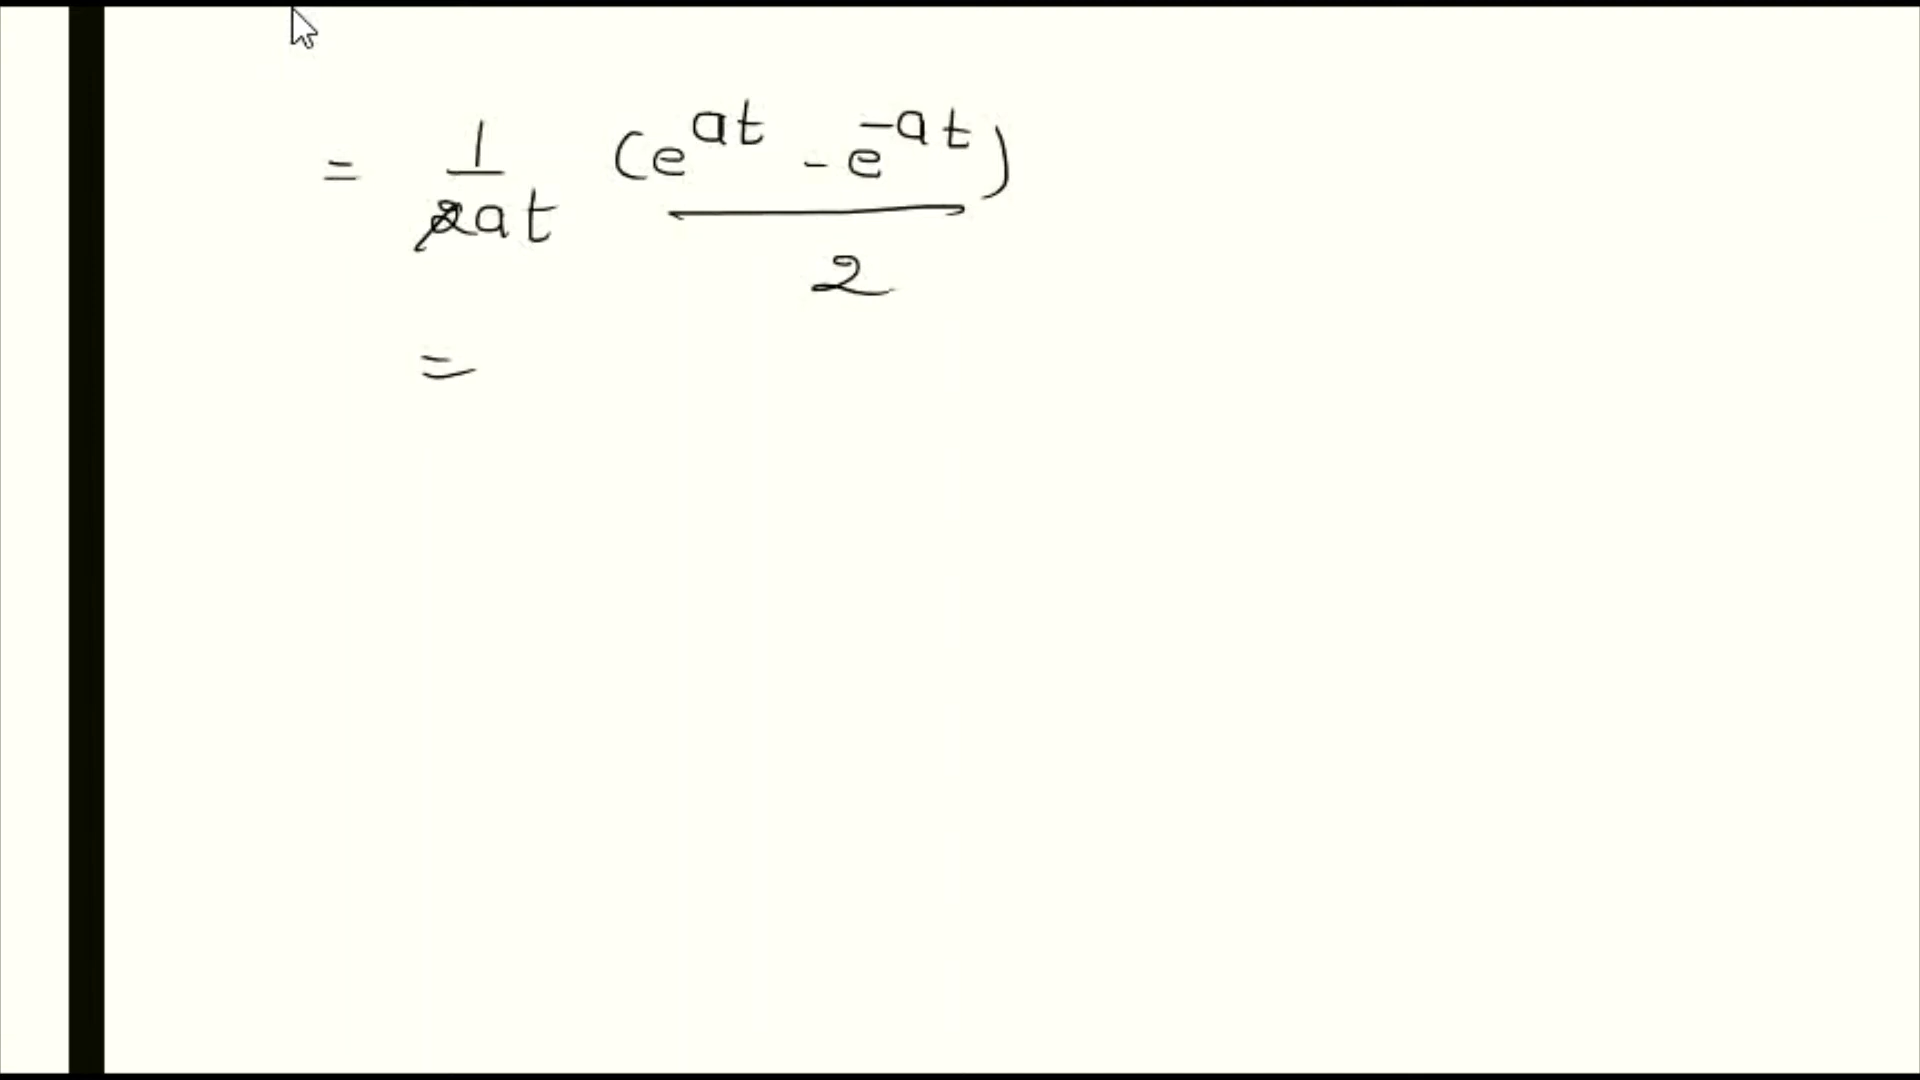 = 1/2at (e^at - e^-at)/2
=